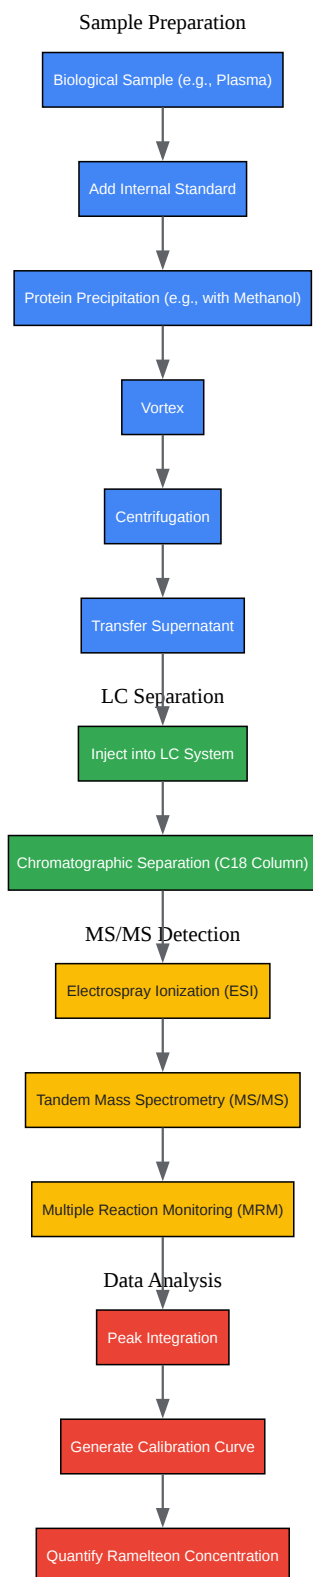 Sample Preparation
Biological Sample (e.g., Plasma)
Add Internal Standard
Protein Precipitation (e.g., with Methanol)
Vortex
Centrifugation
Transfer Supernatant
LC Separation
Inject into LC System
Chromatographic Separation (C18 Column)
MS/MS Detection
Electrospray Ionization (ESI)
Tandem Mass Spectrometry (MS/MS)
Multiple Reaction Monitoring (MRM)
Data Analysis
Peak Integration
Generate Calibration Curve
Quantify Ramelteon Concentration